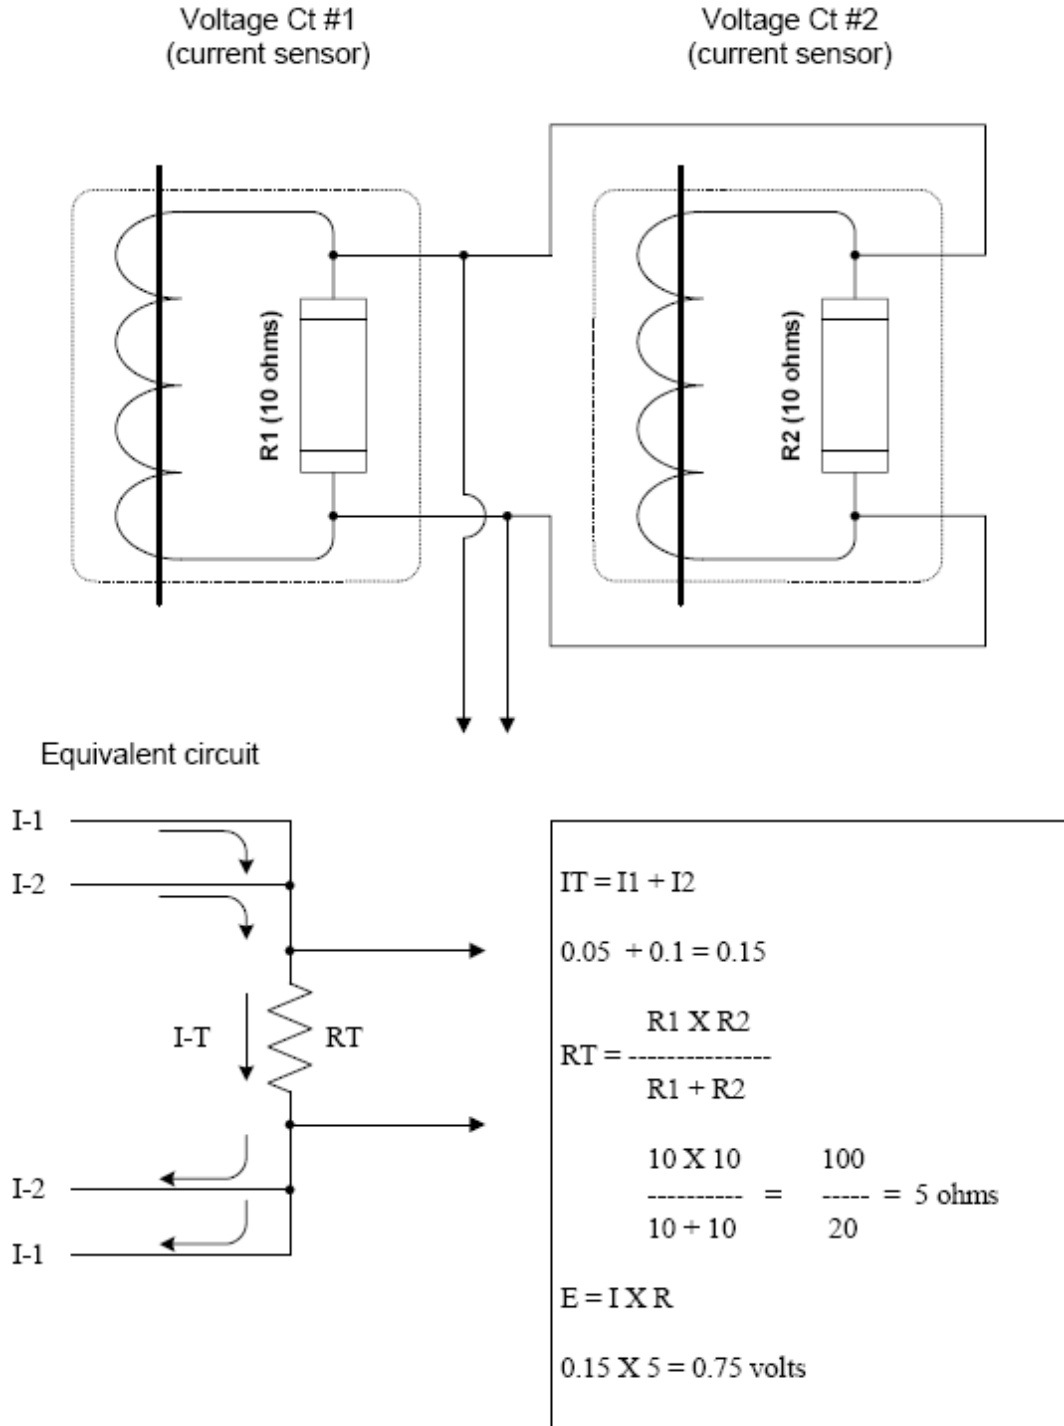 Voltage Ct #1
(current sensor)
Voltage Ct #2
(current sensor)
R1 (10 ohms)
R2 (10 ohms)
Equivalent circuit
I-1
I-2
I-T
RT
I-2
I-1
IT = I1 + I2
0.05 + 0.1 = 0.15
R1 X R2
RT = ---------------
R1 + R2
10 X 10 100
---------- = ----- = 5 ohms
10 + 10 20
E = I X R
0.15 X 5 = 0.75 volts